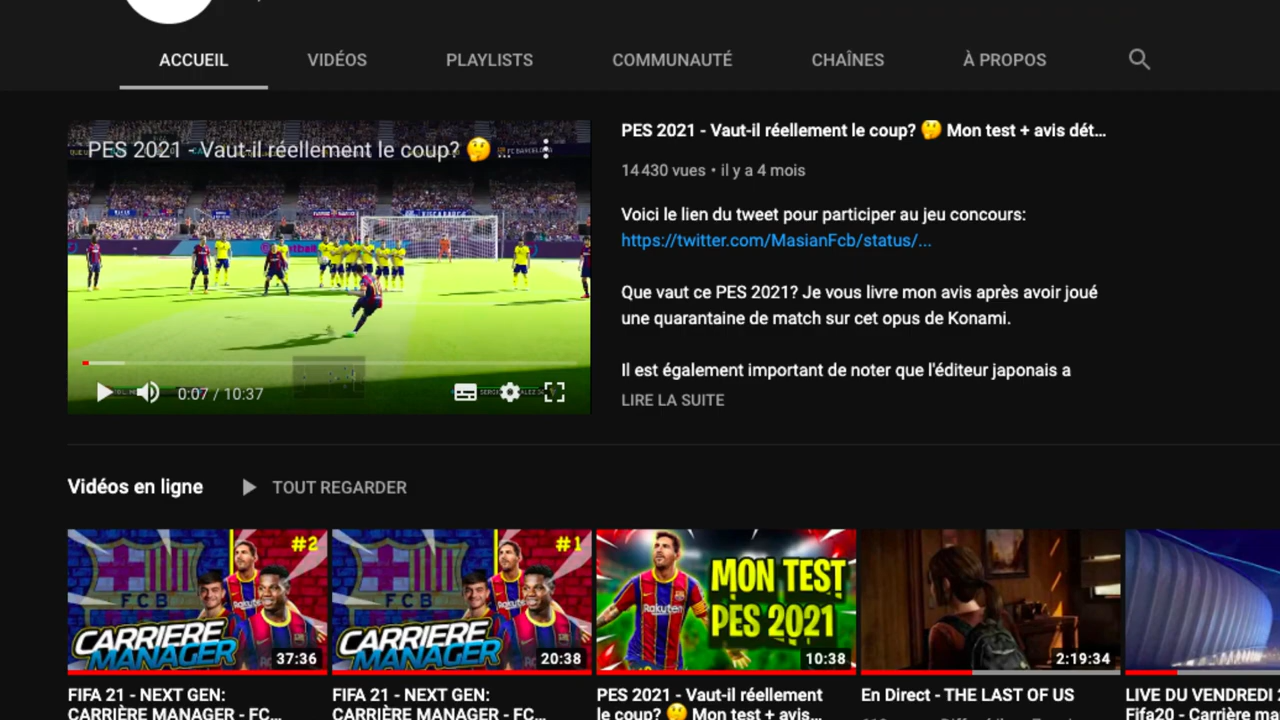 ACCUEIL
VIDÉOS
PLAYLISTS
COMMUNAUTÉ
CHAÎNES
À PROPOS
PES 2021 - Vaut-il réellement le coup? 🤔 ...
0:07 / 10:37
PES 2021 - Vaut-il réellement le coup? 🤔 Mon test + avis dét...
14 430 vues • il y a 4 mois
Voici le lien du tweet pour participer au jeu concours:
https://twitter.com/MasianFcb/status/...
Que vaut ce PES 2021? Je vous livre mon avis après avoir joué
une quarantaine de match sur cet opus de Konami.
Il est également important de noter que l'éditeur japonais a
LIRE LA SUITE
Vidéos en ligne
TOUT REGARDER
#2
FCB
Rakuten
CARRIERE
MANAGER
37:36
#1
FCB
Rakuten
CARRIERE
MANAGER
20:38
MON TEST
PES 2021
Rakuten
10:38
2:19:34
FIFA 21 - NEXT GEN:
CARRIÈRE MANAGER - FC...
FIFA 21 - NEXT GEN:
CARRIÈRE MANAGER - FC...
PES 2021 - Vaut-il réellement
le coup? 🤔 Mon test + avis...
En Direct - THE LAST OF US
LIVE DU VENDREDI
Fifa20 - Carrière ma